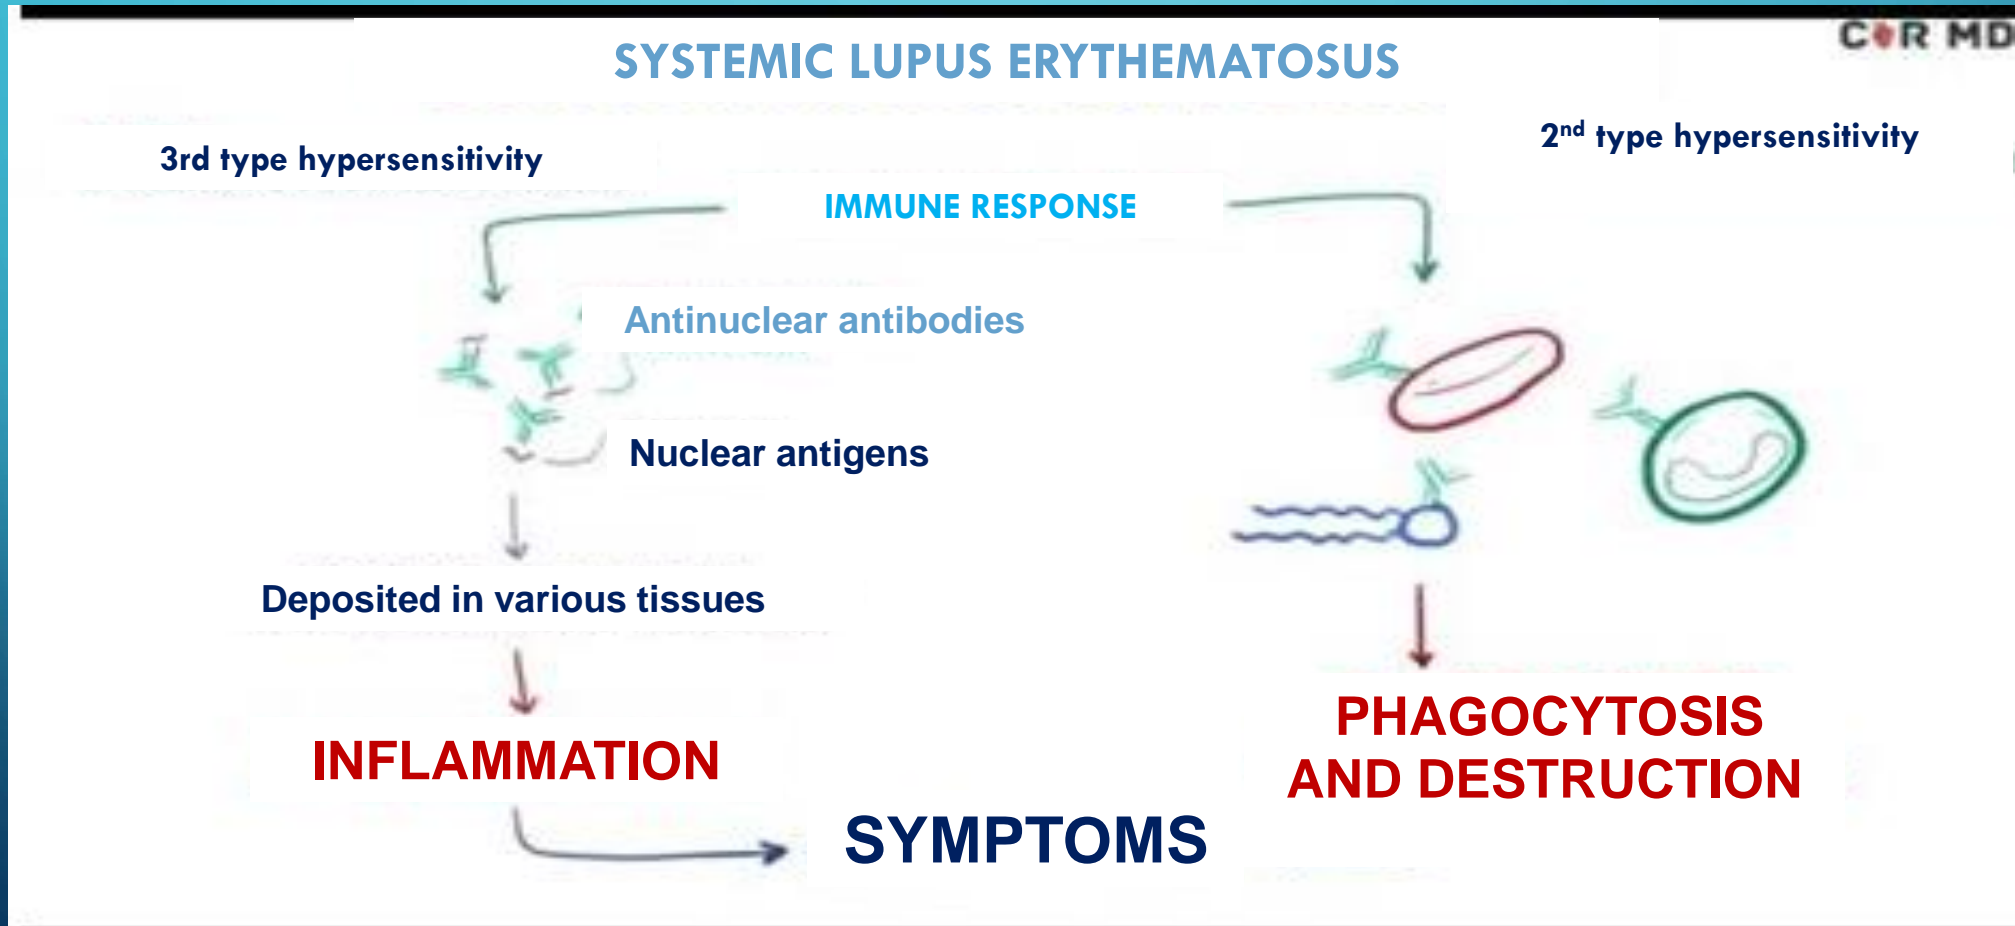 COR MD
SYSTEMIC LUPUS ERYTHEMATOSUS
3rd type hypersensitivity
2nd type hypersensitivity
IMMUNE RESPONSE
Antinuclear antibodies
Nuclear antigens
Deposited in various tissues
INFLAMMATION
PHAGOCYTOSIS
AND DESTRUCTION
SYMPTOMS